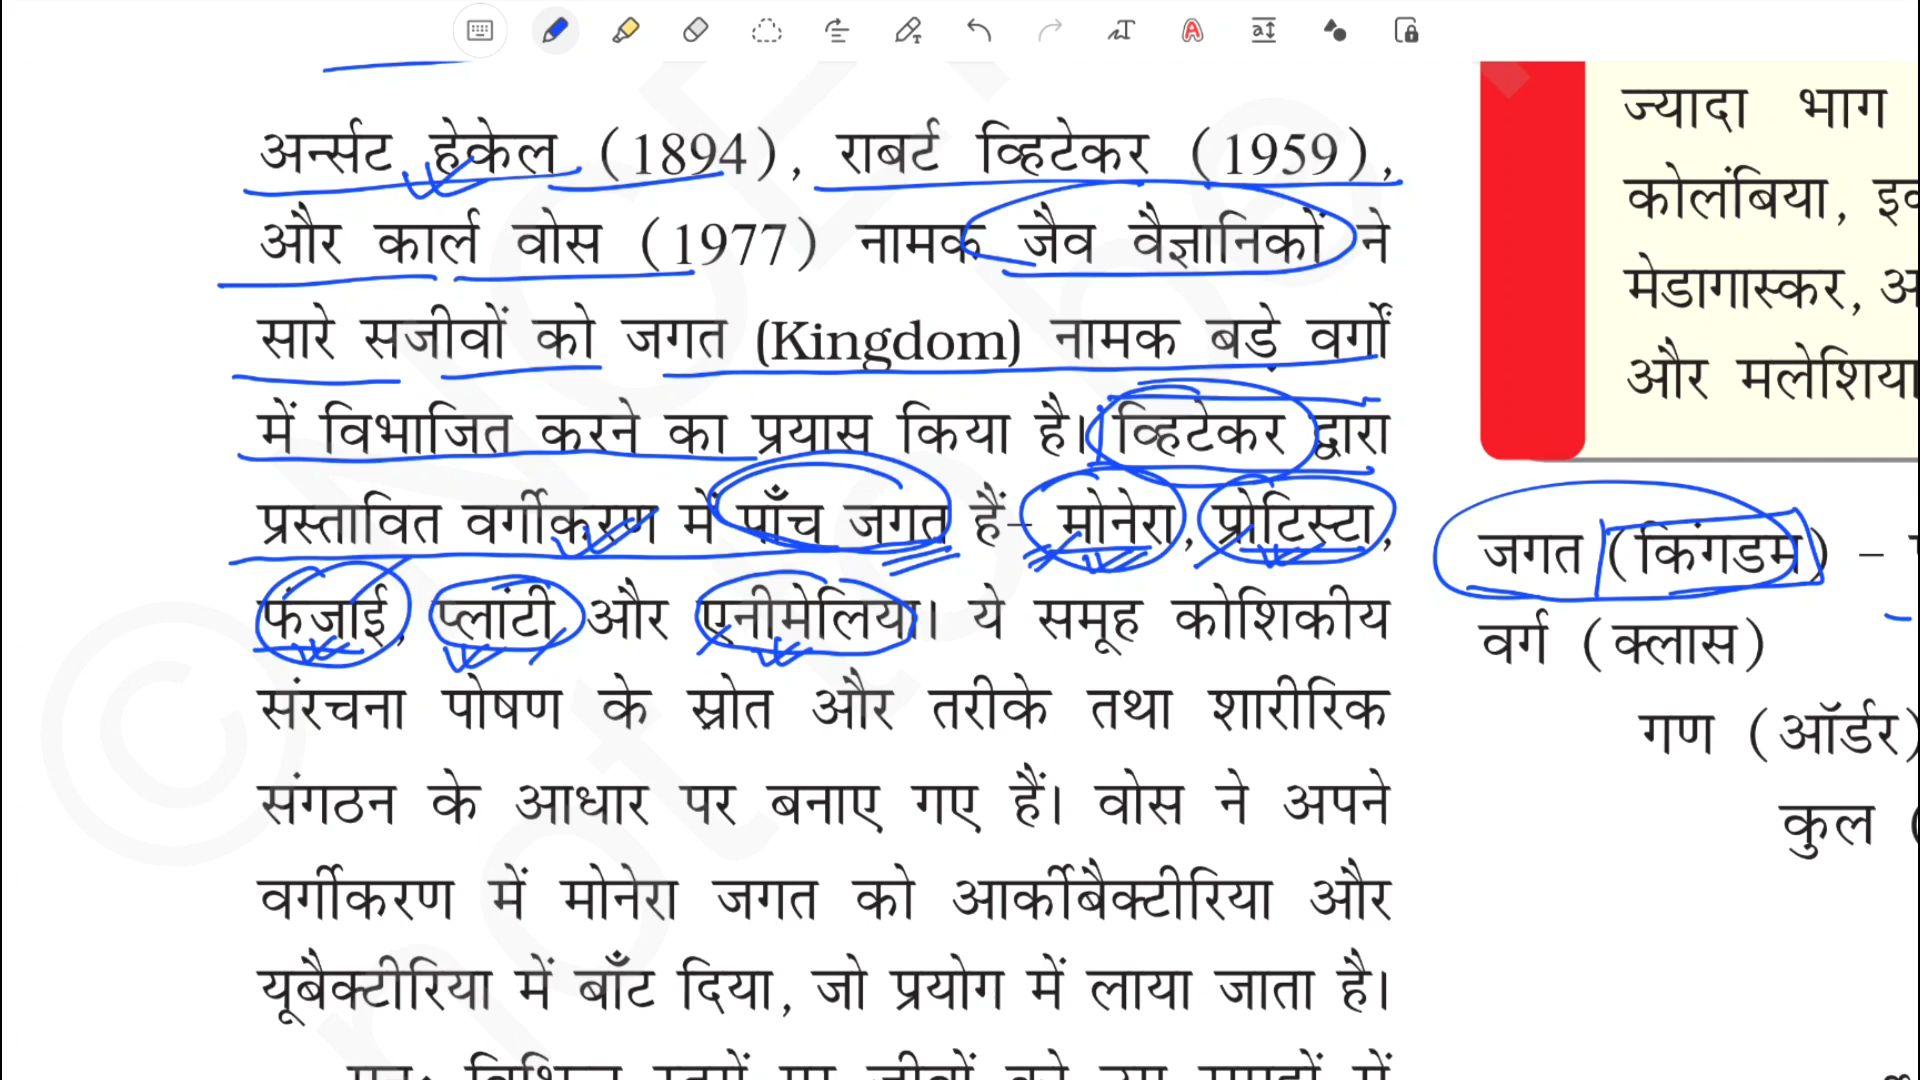 अर्न्सट हेकेल (1894), राबर्ट व्हिटेकर (1959),
और कार्ल वोस (1977) नामक जैव वैज्ञानिकों ने
सारे सजीवों को जगत (Kingdom) नामक बड़े वर्गों
में विभाजित करने का प्रयास किया है। व्हिटेकर द्वारा
प्रस्तावित वर्गीकरण में पाँच जगत हैं- मोनेरा, प्रोटिस्टा,
फंजाई, प्लांटी और एनीमेलिया। ये समूह कोशिकीय
संरचना पोषण के स्रोत और तरीके तथा शारीरिक
संगठन के आधार पर बनाए गए हैं। वोस ने अपने
वर्गीकरण में मोनेरा जगत को आर्कीबैक्टीरिया और
यूबैक्टीरिया में बाँट दिया, जो प्रयोग में लाया जाता है।
ज्यादा भाग
कोलंबिया,
मेडागास्कर,
और मलेशिया
जगत (किंगडम) –
वर्ग (क्लास)
गण (ऑर्डर)
कुल (